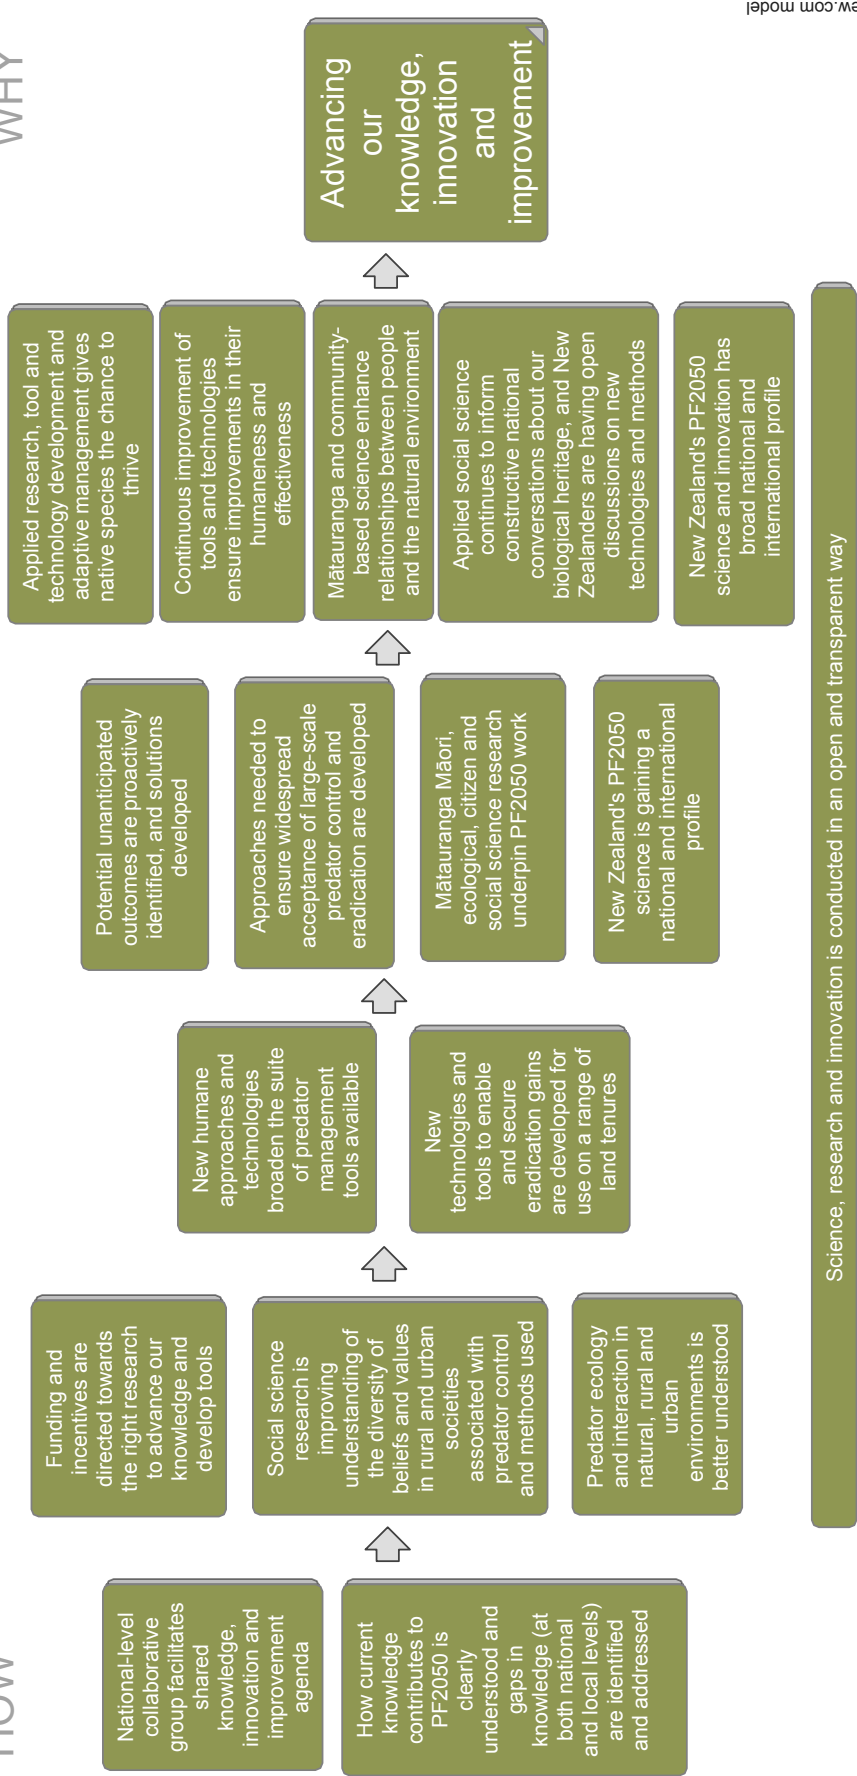 HOW
WHY
National-level
collaborative
group facilitates
shared
knowledge,
innovation and
improvement
agenda
How current
knowledge
contributes to
PF2050 is
clearly
understood and
gaps in
knowledge (at
both national
and local levels)
are identified
and addressed
Funding and
incentives are
directed towards
the right research
to advance our
knowledge and
develop tools
Social science
research is
improving
understanding of
the diversity of
beliefs and values
in rural and urban
societies
associated with
predator control
and methods used
Predator ecology
and interaction in
natural, rural and
urban
environments is
better understood
New humane
approaches and
technologies
broaden the suite
of predator
management
tools available
New
technologies and
tools to enable
and secure
eradication gains
are developed for
use on a range of
land tenures
Potential unanticipated
outcomes are proactively
identified, and solutions
developed
Approaches needed to
ensure widespread
acceptance of large-scale
predator control and
eradication are developed
Mātauranga Māori,
ecological, citizen and
social science research
underpin PF2050 work
New Zealand's PF2050
science is gaining a
national and international
profile
Applied research, tool and
technology development and
adaptive management gives
native species the chance to
thrive
Continuous improvement of
tools and technologies
ensure improvements in their
humaneness and
effectiveness
Mātauranga and community-
based science enhance
relationships between people
and the natural environment
Applied social science
continues to inform
constructive national
conversations about our
biological heritage, and New
Zealanders are having open
discussions on new
technologies and methods
New Zealand's PF2050
science and innovation has
broad national and
international profile
Advancing
our
knowledge,
innovation
and
improvement
Science, research and innovation is conducted in an open and transparent way
ew.com model